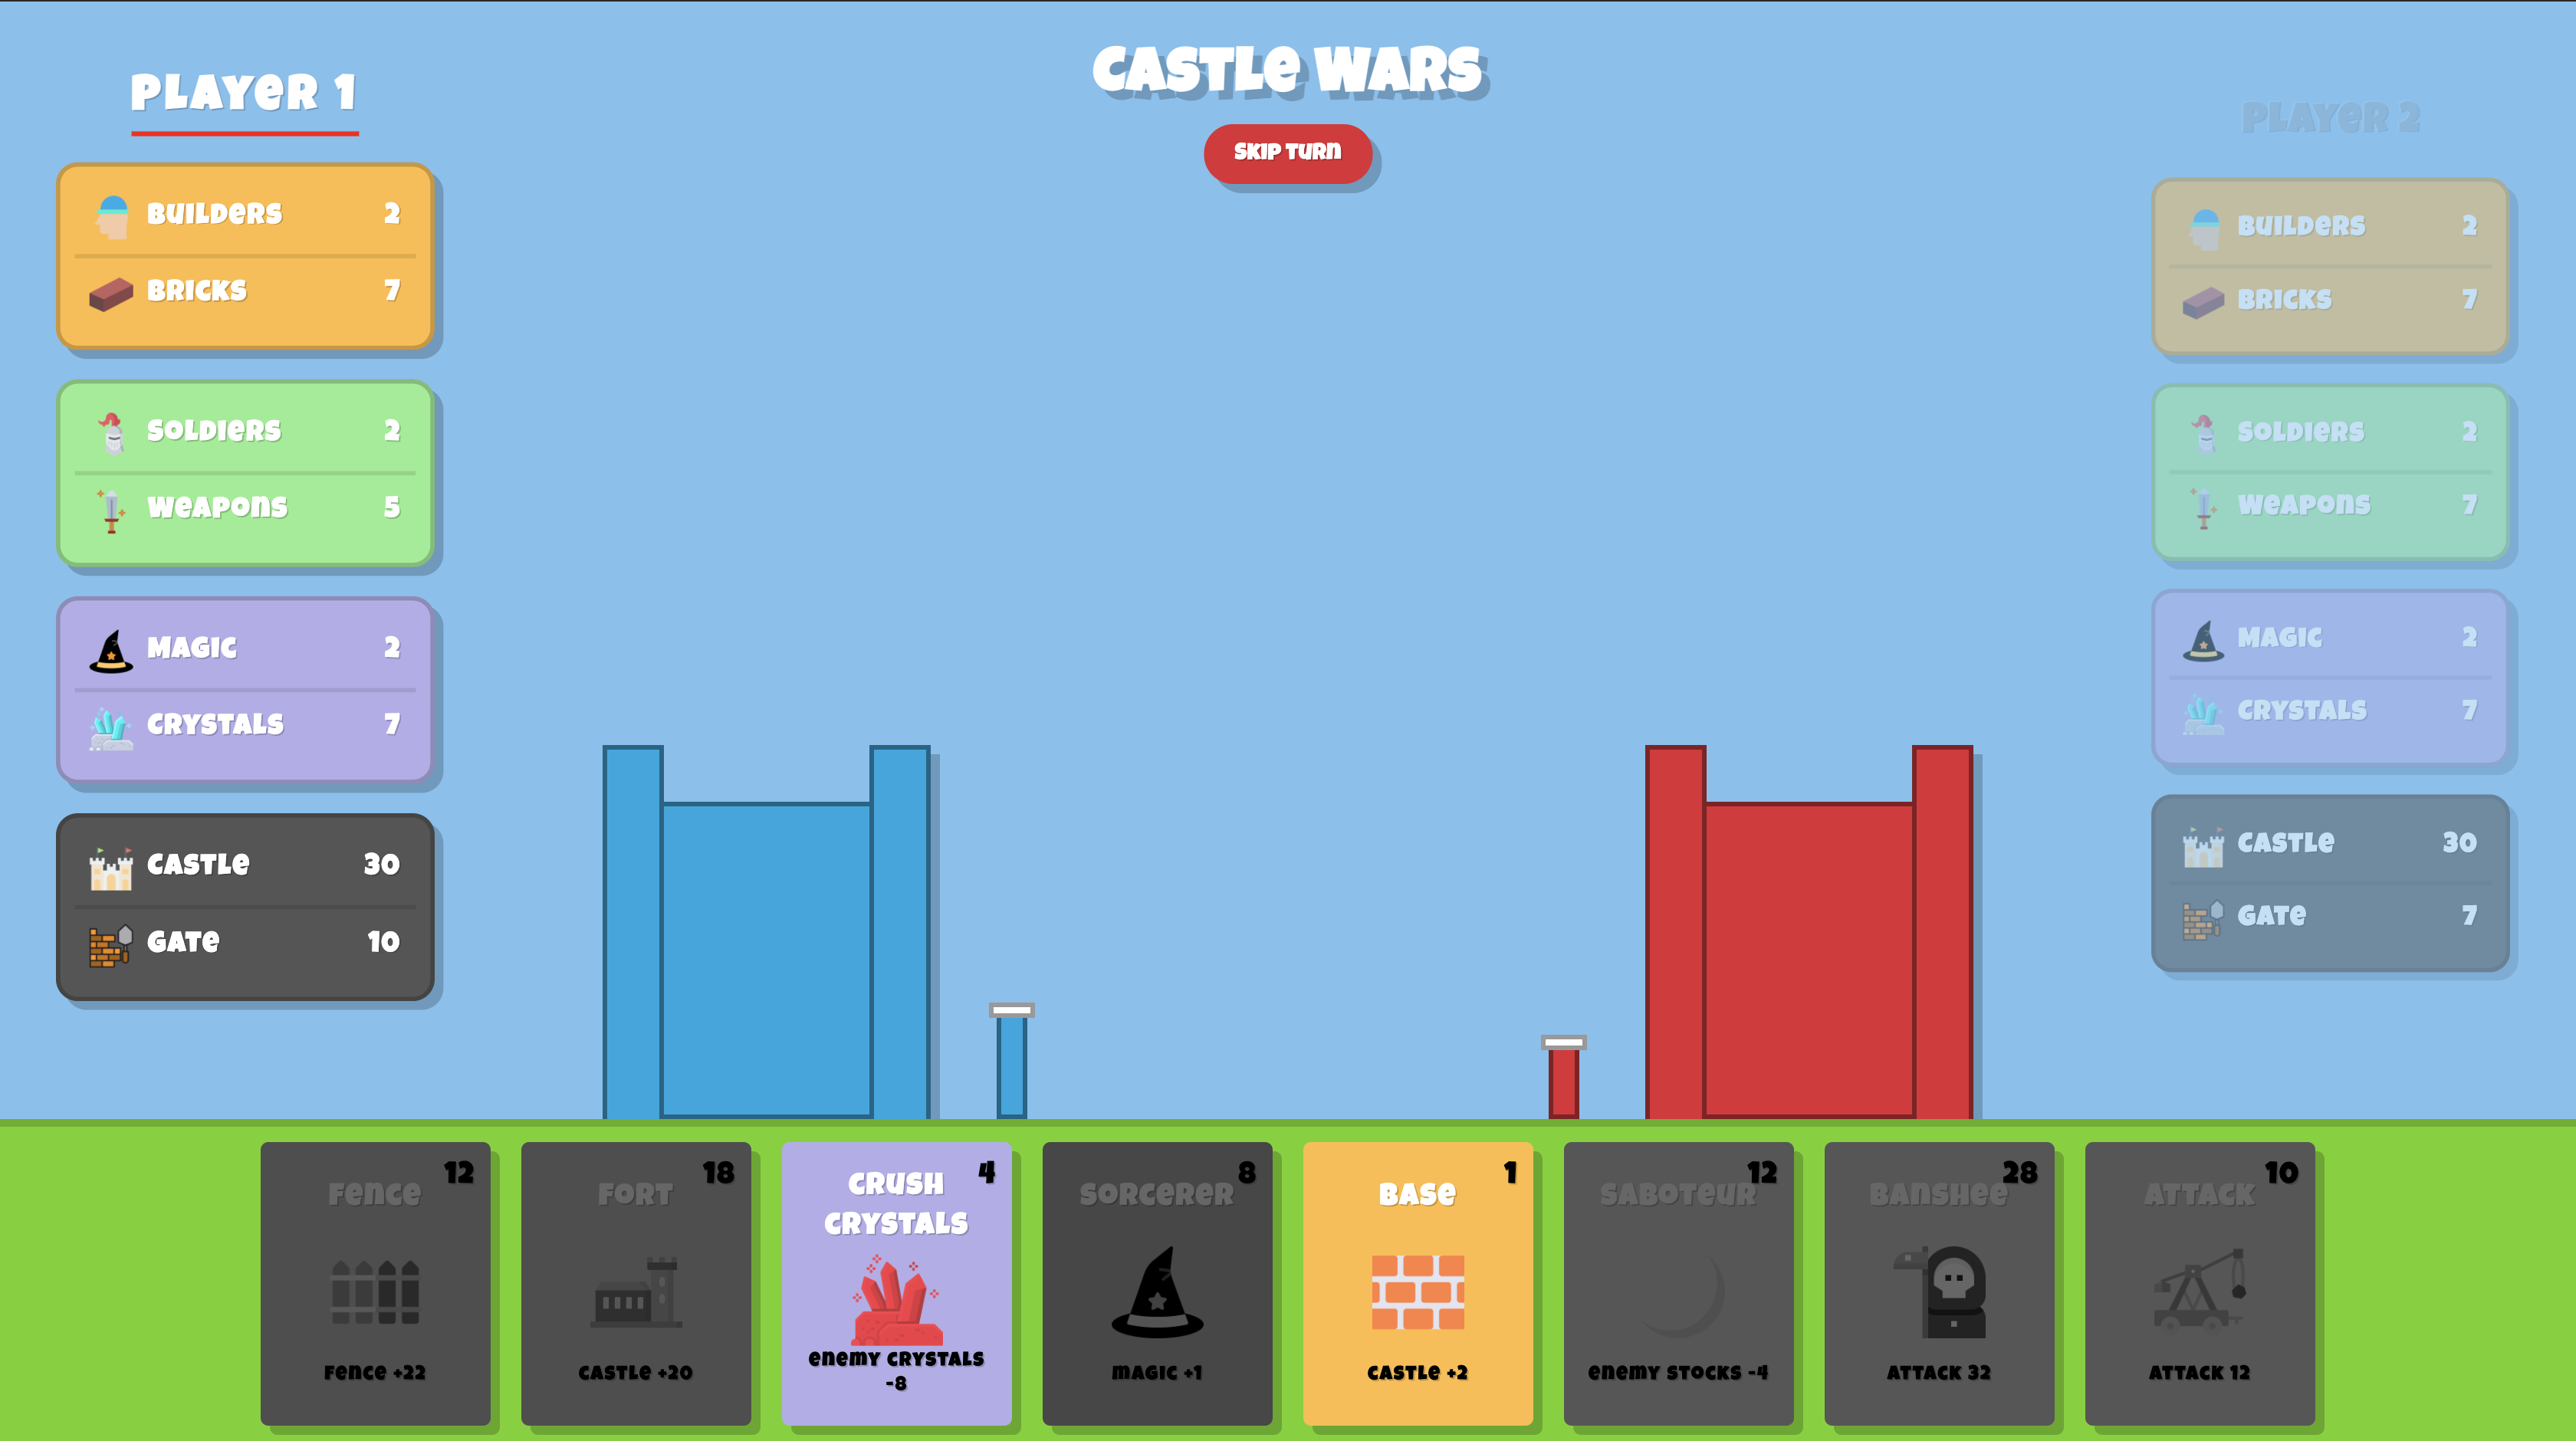 CASTLE WARS
SKIP TURN
PLAYER 1
BUILDERS 2
BRICKS 7
SOLDIERS 2
WEAPONS 5
MAGIC 2
CRYSTALS 7
CASTLE 30
GATE 10
PLAYER 2
BUILDERS 2
BRICKS 7
SOLDIERS 2
WEAPONS 7
MAGIC 2
CRYSTALS 7
CASTLE 30
GATE 7
12
FENCE
FENCE +22
18
FORT
CASTLE +20
4
CRUSH
CRYSTALS
ENEMY CRYSTALS
-8
8
SORCERER
MAGIC +1
1
BASE
CASTLE +2
12
SABOTEUR
ENEMY STOCKS -4
28
BANSHEE
ATTACK 32
10
ATTACK
ATTACK 12